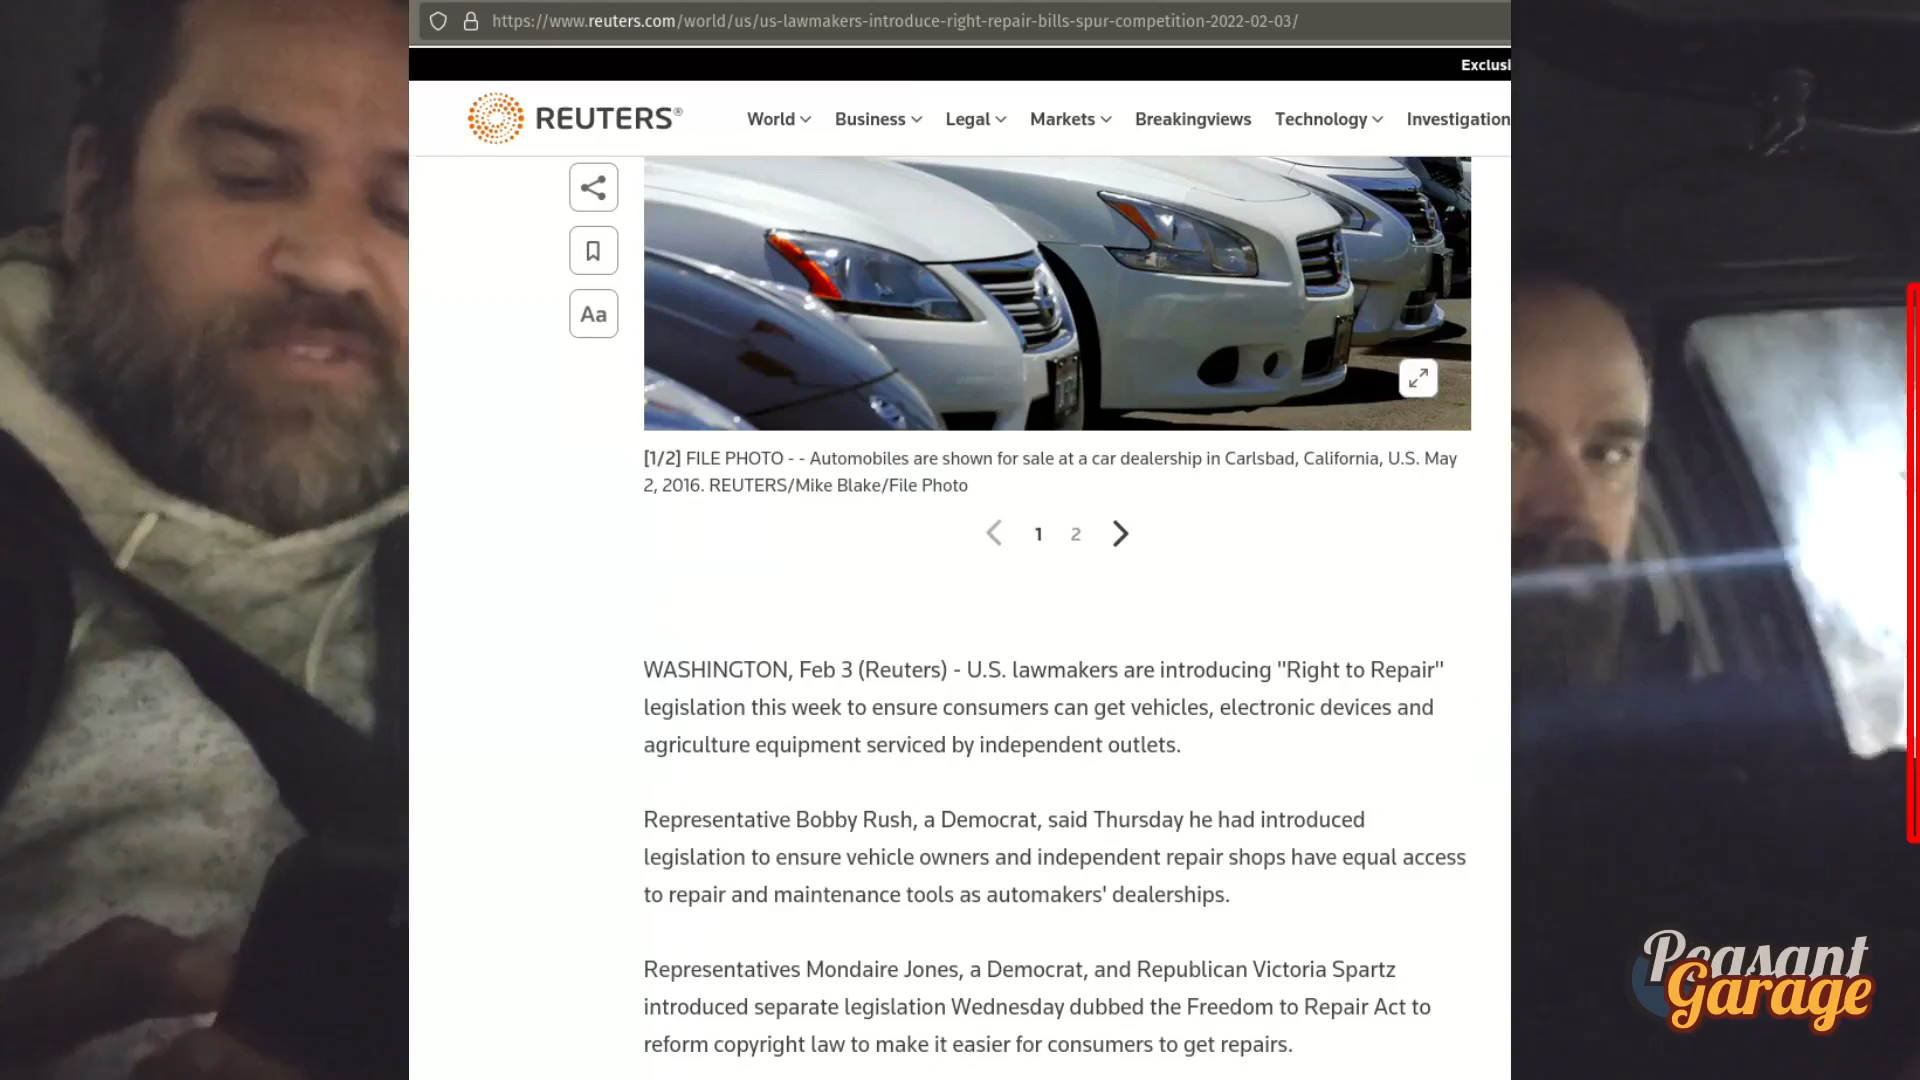 https://www.reuters.com/world/us/us-lawmakers-introduce-right-repair-bills-spur-competition-2022-02-03/
Exclusi
REUTERS®
World Business Legal Markets Breakingviews Technology Investigation
Aa
[1/2] FILE PHOTO - - Automobiles are shown for sale at a car dealership in Carlsbad, California, U.S. May
2, 2016. REUTERS/Mike Blake/File Photo
1 2
WASHINGTON, Feb 3 (Reuters) - U.S. lawmakers are introducing "Right to Repair"
legislation this week to ensure consumers can get vehicles, electronic devices and
agriculture equipment serviced by independent outlets.
Representative Bobby Rush, a Democrat, said Thursday he had introduced
legislation to ensure vehicle owners and independent repair shops have equal access
to repair and maintenance tools as automakers' dealerships.
Representatives Mondaire Jones, a Democrat, and Republican Victoria Spartz
introduced separate legislation Wednesday dubbed the Freedom to Repair Act to
reform copyright law to make it easier for consumers to get repairs.
Peasant
Garage